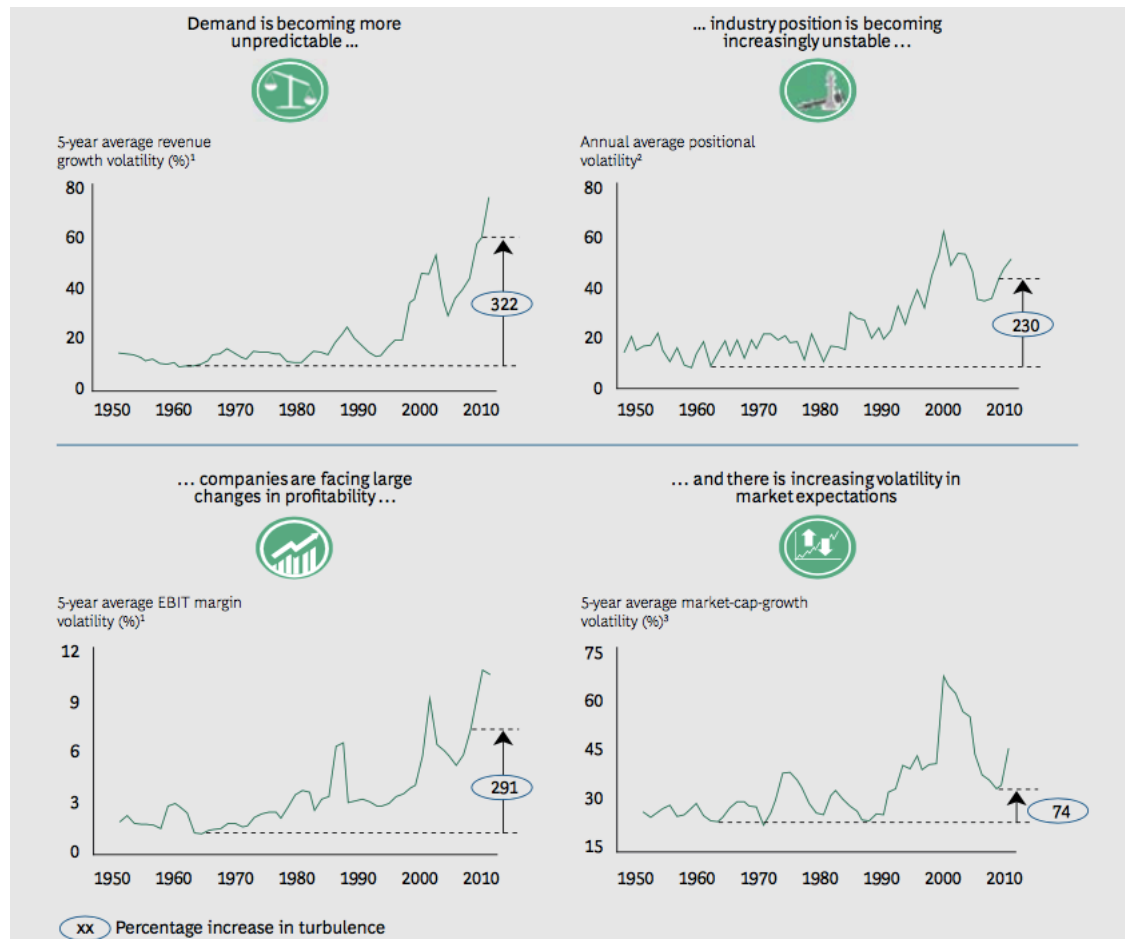 Demand is becoming more
unpredictable ...
5-year average revenue
growth volatility (%)¹
80
60
40
20
0
322
1950 1960 1970 1980 1990 2000 2010
... industry position is becoming
increasingly unstable ...
Annual average positional
volatility²
80
60
40
20
0
230
1950 1960 1970 1980 1990 2000 2010
... companies are facing large
changes in profitability ...
5-year average EBIT margin
volatility (%)¹
12
9
6
3
0
291
1950 1960 1970 1980 1990 2000 2010
... and there is increasing volatility in
market expectations
5-year average market-cap-growth
volatility (%)³
75
60
45
30
15
74
1950 1960 1970 1980 1990 2000 2010
xx Percentage increase in turbulence